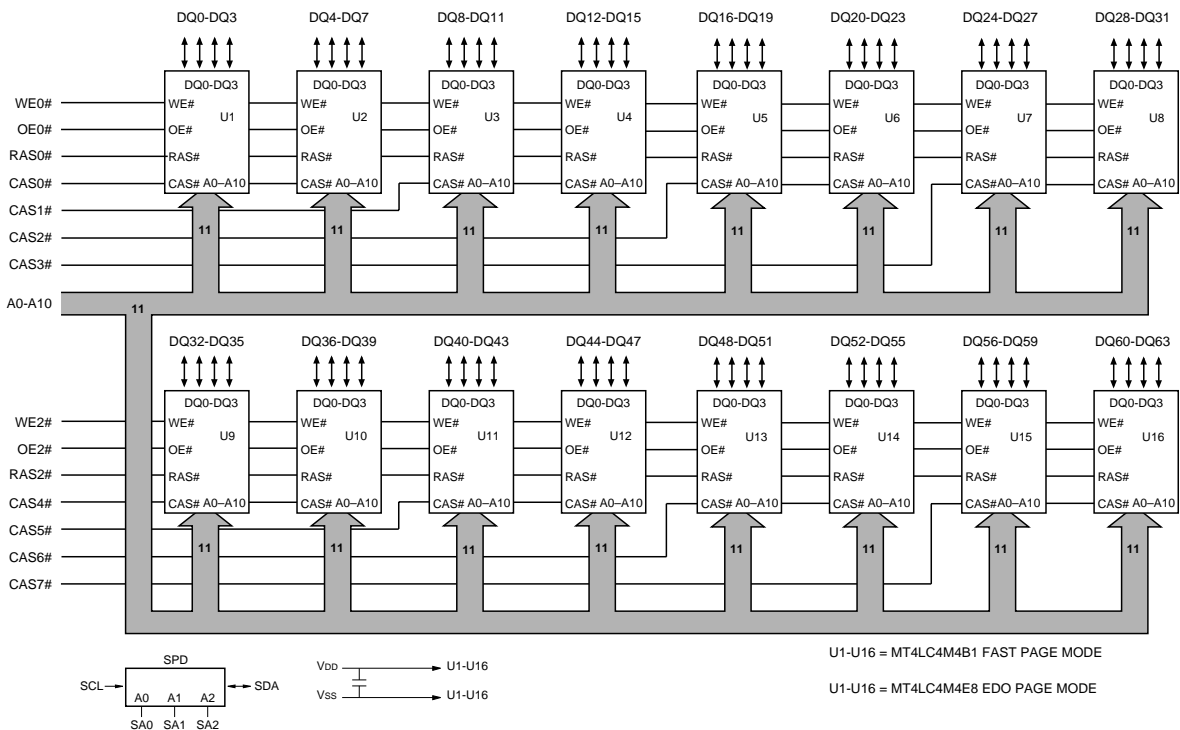 DQ0-DQ3 DQ4-DQ7 DQ8-DQ11 DQ12-DQ15 DQ16-DQ19 DQ20-DQ23 DQ24-DQ27 DQ28-DQ31
DQ0-DQ3 DQ0-DQ3 DQ0-DQ3 DQ0-DQ3 DQ0-DQ3 DQ0-DQ3 DQ0-DQ3 DQ0-DQ3
WE0# WE# WE# WE# WE# WE# WE# WE# WE#
U1 U2 U3 U4 U5 U6 U7 U8
OE0# OE# OE# OE# OE# OE# OE# OE# OE#
RAS0# RAS# RAS# RAS# RAS# RAS# RAS# RAS# RAS#
CAS0# CAS# A0–A10 CAS# A0–A10 CAS# A0–A10 CAS# A0–A10 CAS# A0–A10 CAS# A0–A10 CAS# A0–A10 CAS# A0–A10
CAS1#
11 11 11 11 11 11 11 11
CAS2#
CAS3#
A0-A10 11
DQ32-DQ35 DQ36-DQ39 DQ40-DQ43 DQ44-DQ47 DQ48-DQ51 DQ52-DQ55 DQ56-DQ59 DQ60-DQ63
DQ0-DQ3 DQ0-DQ3 DQ0-DQ3 DQ0-DQ3 DQ0-DQ3 DQ0-DQ3 DQ0-DQ3 DQ0-DQ3
WE2# WE# WE# WE# WE# WE# WE# WE# WE#
U9 U10 U11 U12 U13 U14 U15 U16
OE2# OE# OE# OE# OE# OE# OE# OE# OE#
RAS2# RAS# RAS# RAS# RAS# RAS# RAS# RAS# RAS#
CAS4# CAS# A0–A10 CAS# A0–A10 CAS# A0–A10 CAS# A0–A10 CAS# A0–A10 CAS# A0–A10 CAS# A0–A10 CAS# A0–A10
CAS5#
11 11 11 11 11 11 11 11
CAS6#
CAS7#
SPD
SCL SDA
A0 A1 A2
SA0 SA1 SA2
VDD U1-U16
VSS U1-U16
U1-U16 = MT4LC4M4B1 FAST PAGE MODE
U1-U16 = MT4LC4M4E8 EDO PAGE MODE